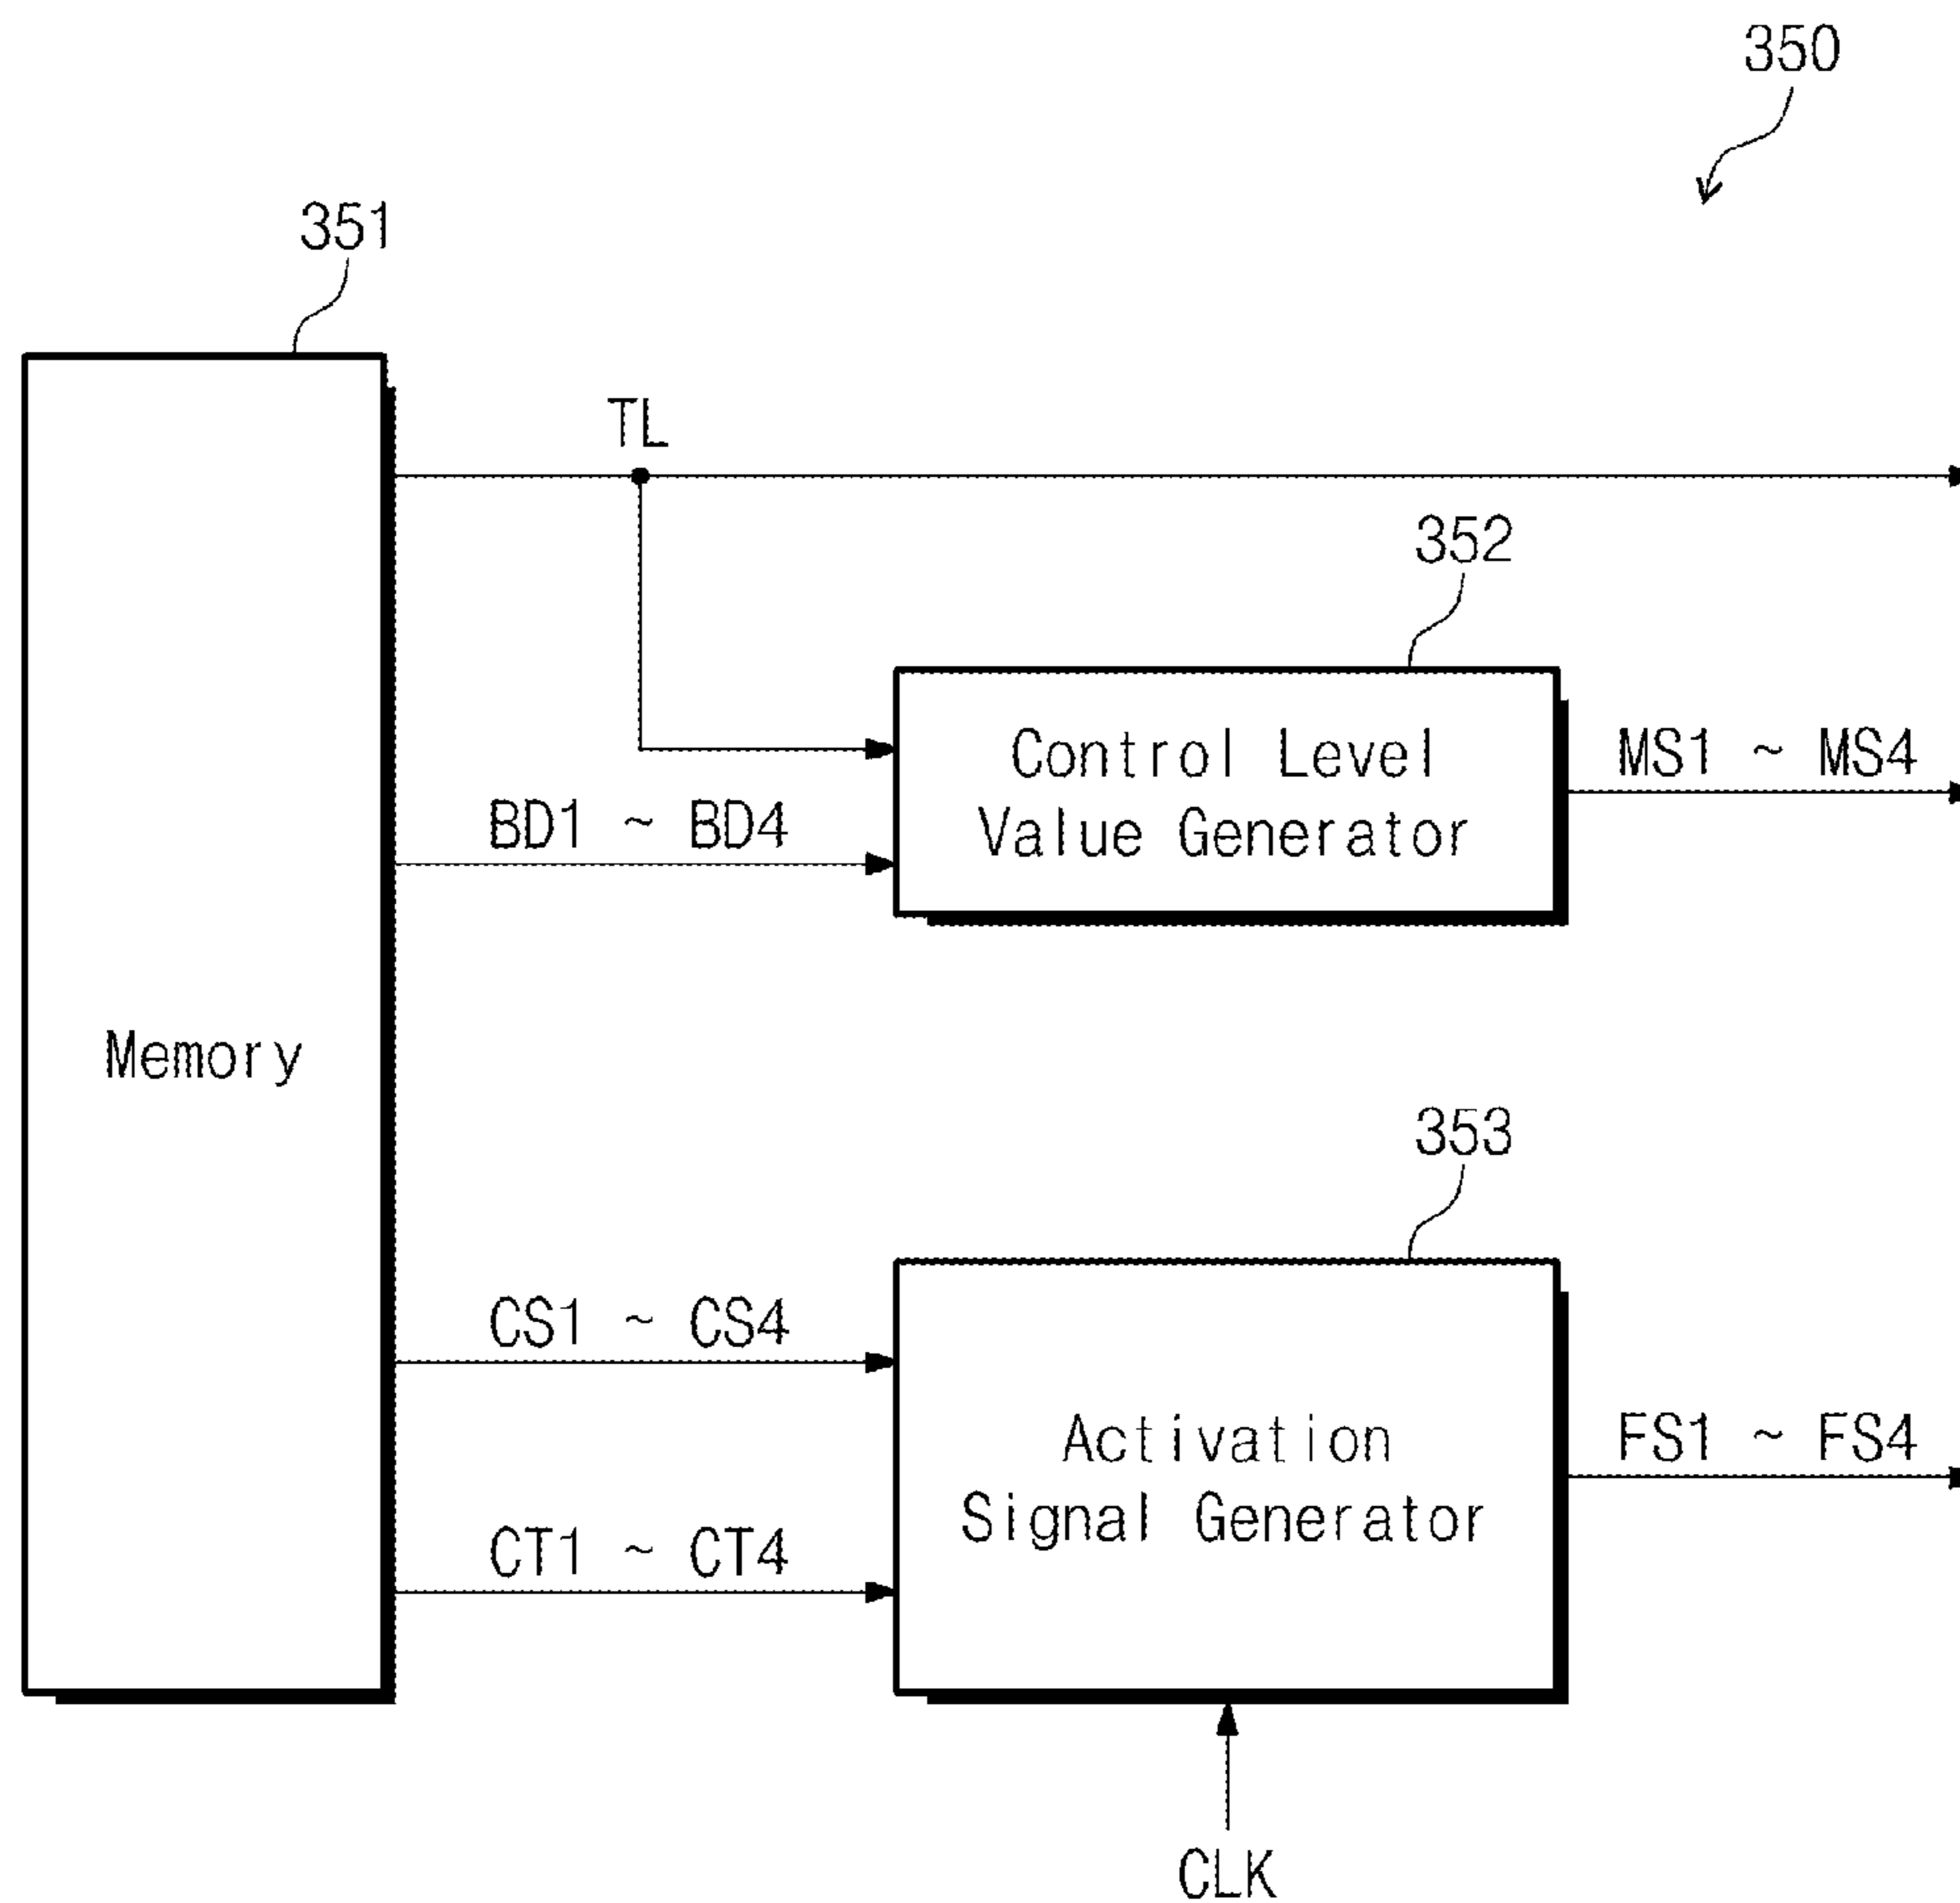 350
351
TL
352
Control Level
Value Generator
MS1 ~ MS4
BD1 ~ BD4
Memory
353
CS1 ~ CS4
Activation
Signal Generator
FS1 ~ FS4
CT1 ~ CT4
CLK